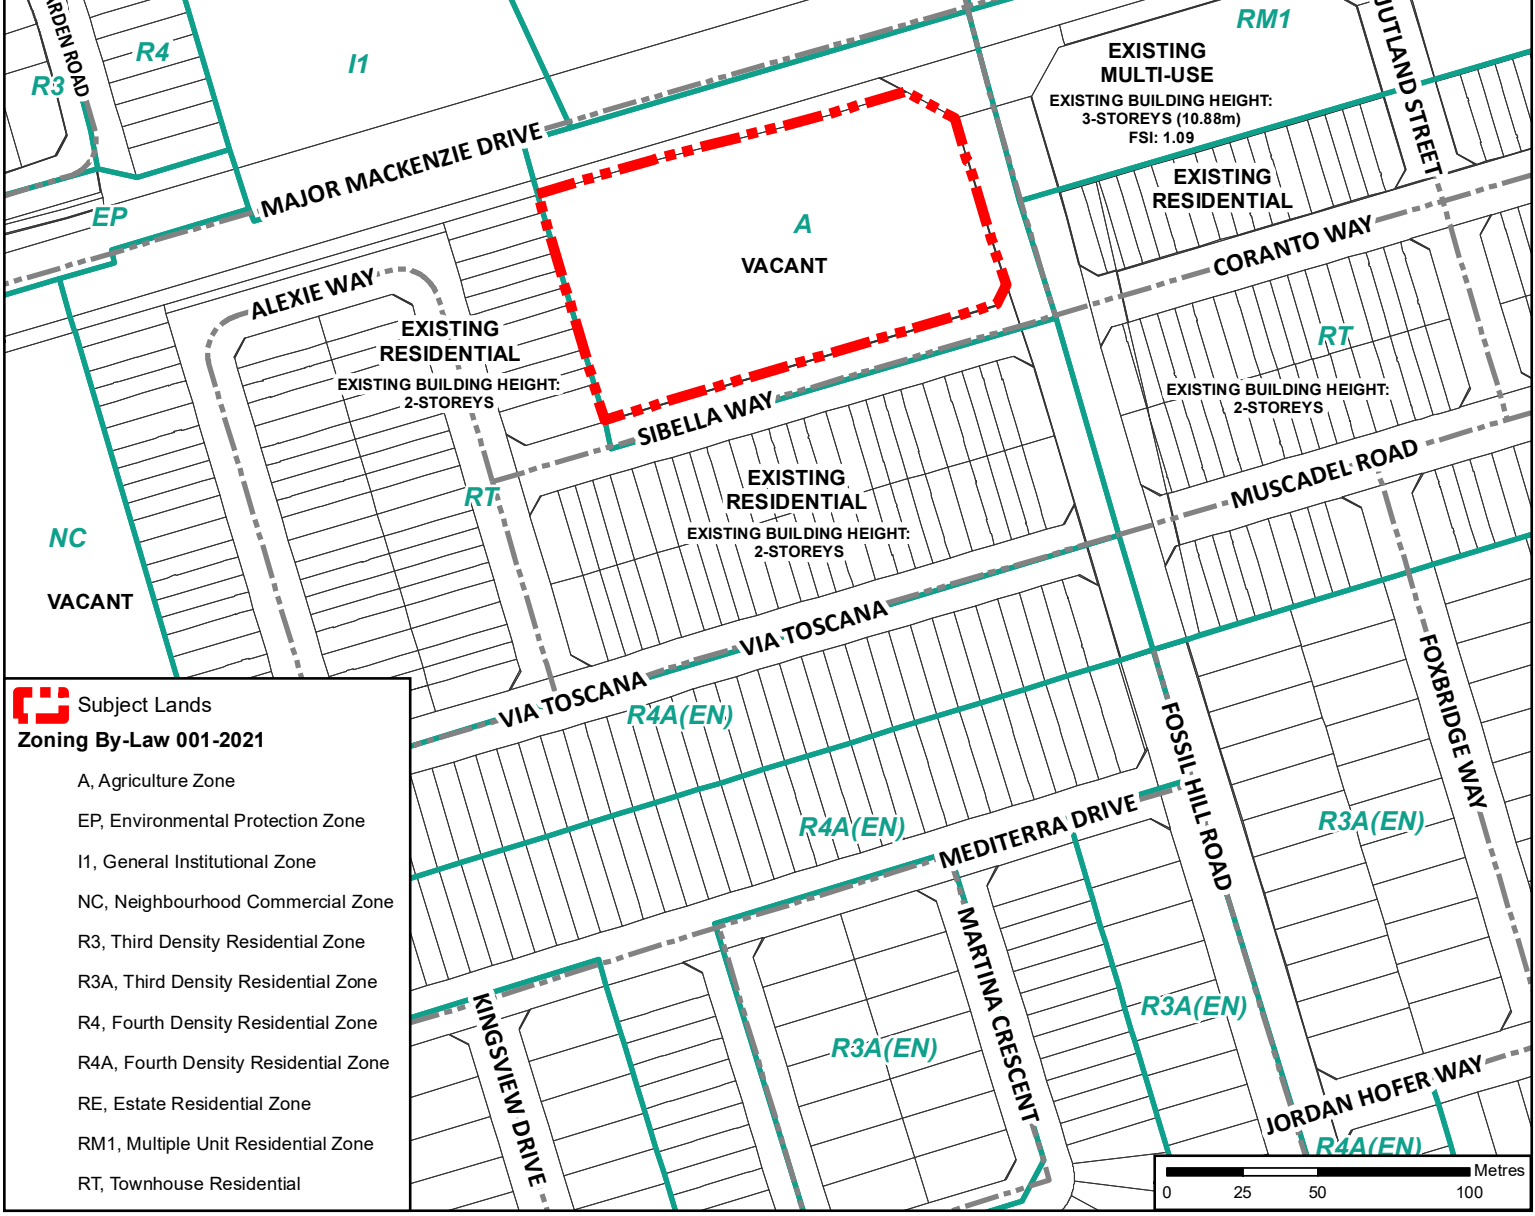 ARDEN ROAD
R4
R3
I1
RM1
EXISTING
MULTI-USE
EXISTING BUILDING HEIGHT:
3-STOREYS (10.88m)
FSI: 1.09
JUTLAND STREET
MAJOR MACKENZIE DRIVE
EXISTING
RESIDENTIAL
EP
A
VACANT
CORANTO WAY
ALEXIE WAY
EXISTING
RESIDENTIAL
EXISTING BUILDING HEIGHT:
2-STOREYS
RT
EXISTING BUILDING HEIGHT:
2-STOREYS
SIBELLA WAY
MUSCADEL ROAD
RT
EXISTING
RESIDENTIAL
EXISTING BUILDING HEIGHT:
2-STOREYS
NC
VACANT
VIA TOSCANA
VIA TOSCANA
R4A(EN)
FOSSIL HILL ROAD
FOXBRIDGE WAY
R4A(EN)
MEDITERRA DRIVE
R3A(EN)
MARTINA CRESCENT
KINGSVIEW DRIVE
R3A(EN)
R3A(EN)
JORDAN HOFER WAY
R4A(EN)
Subject Lands
Zoning By-Law 001-2021
A, Agriculture Zone
EP, Environmental Protection Zone
I1, General Institutional Zone
NC, Neighbourhood Commercial Zone
R3, Third Density Residential Zone
R3A, Third Density Residential Zone
R4, Fourth Density Residential Zone
R4A, Fourth Density Residential Zone
RE, Estate Residential Zone
RM1, Multiple Unit Residential Zone
RT, Townhouse Residential
Metres
0 25 50 100